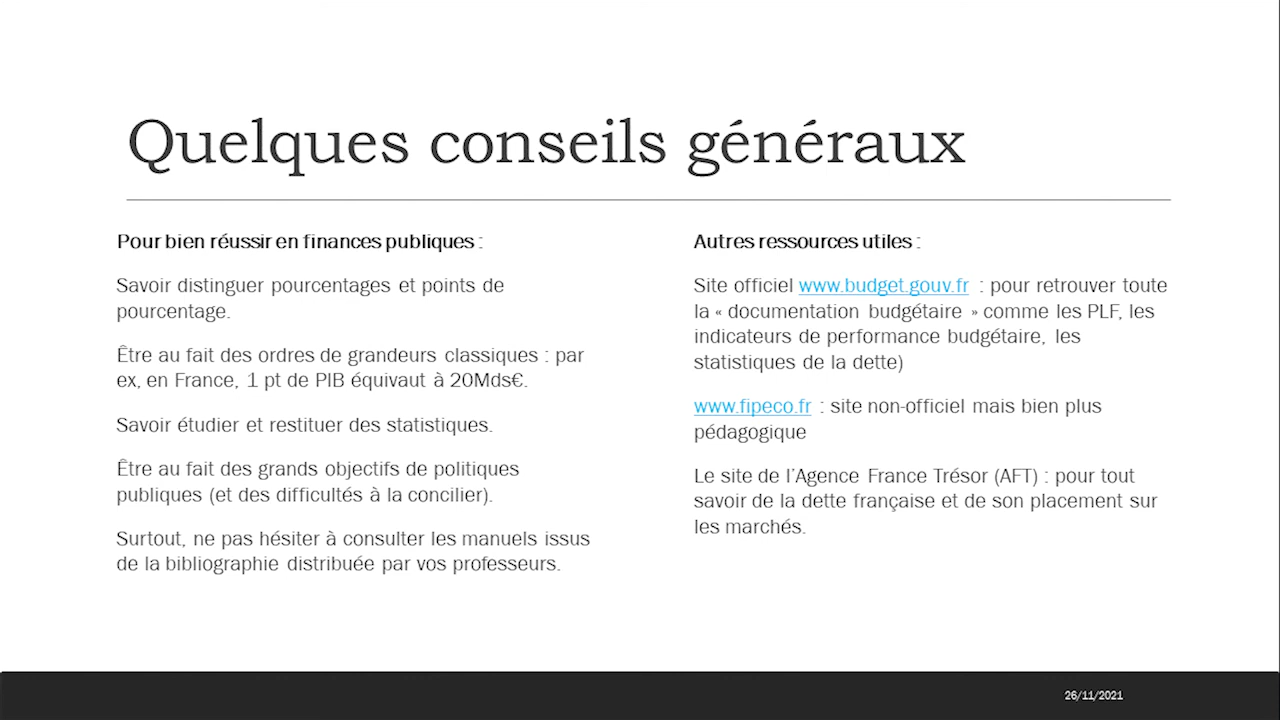 Quelques conseils généraux
Pour bien réussir en finances publiques :
Savoir distinguer pourcentages et points de
pourcentage.
Être au fait des ordres de grandeurs classiques : par
ex, en France, 1 pt de PIB équivaut à 20Mds€.
Savoir étudier et restituer des statistiques.
Être au fait des grands objectifs de politiques
publiques (et des difficultés à la concilier).
Surtout, ne pas hésiter à consulter les manuels issus
de la bibliographie distribuée par vos professeurs.
Autres ressources utiles :
Site officiel www.budget.gouv.fr : pour retrouver toute
la « documentation budgétaire » comme les PLF, les
indicateurs de performance budgétaire, les
statistiques de la dette)
www.fipeco.fr : site non-officiel mais bien plus
pédagogique
Le site de l'Agence France Trésor (AFT) : pour tout
savoir de la dette française et de son placement sur
les marchés.
26/11/2021